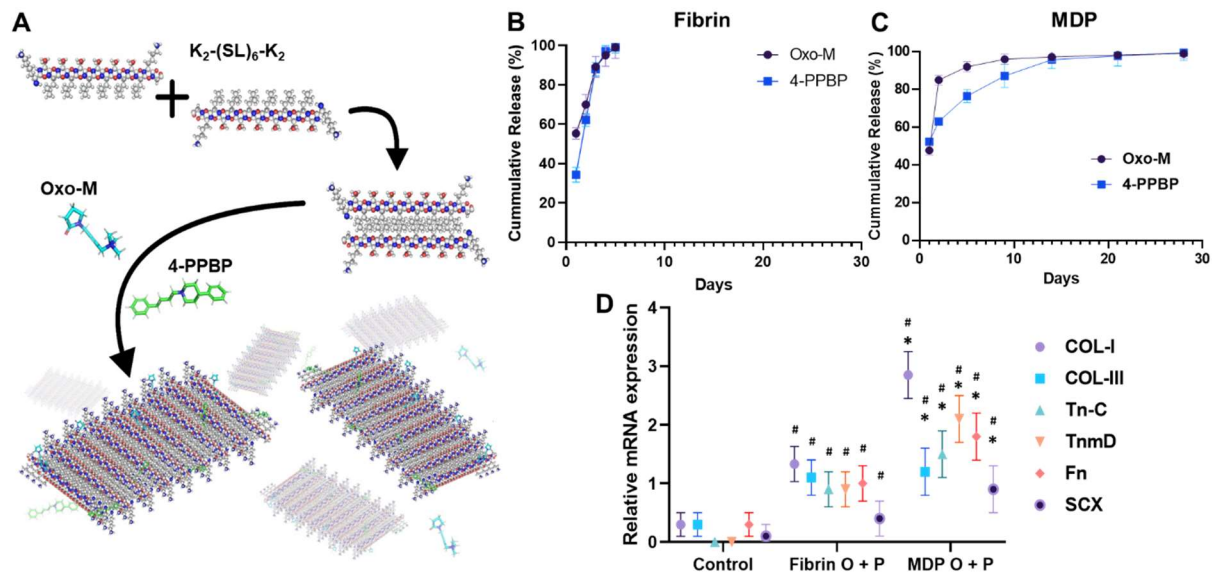 A
K2-(SL)6-K2
Oxo-M
4-PPBP
B
Fibrin
Cummulative Release (%)
100
80
60
40
20
0
Oxo-M
4-PPBP
0
10
20
30
Days
C
MDP
Cummulative Release (%)
100
80
60
40
20
0
Oxo-M
4-PPBP
0
10
20
30
Days
D
Relative mRNA expression
4
3
2
1
0
# # # # # #
# * # * # * # * # * # *
Control
Fibrin O + P
MDP O + P
COL-I
COL-III
Tn-C
TnmD
Fn
SCX